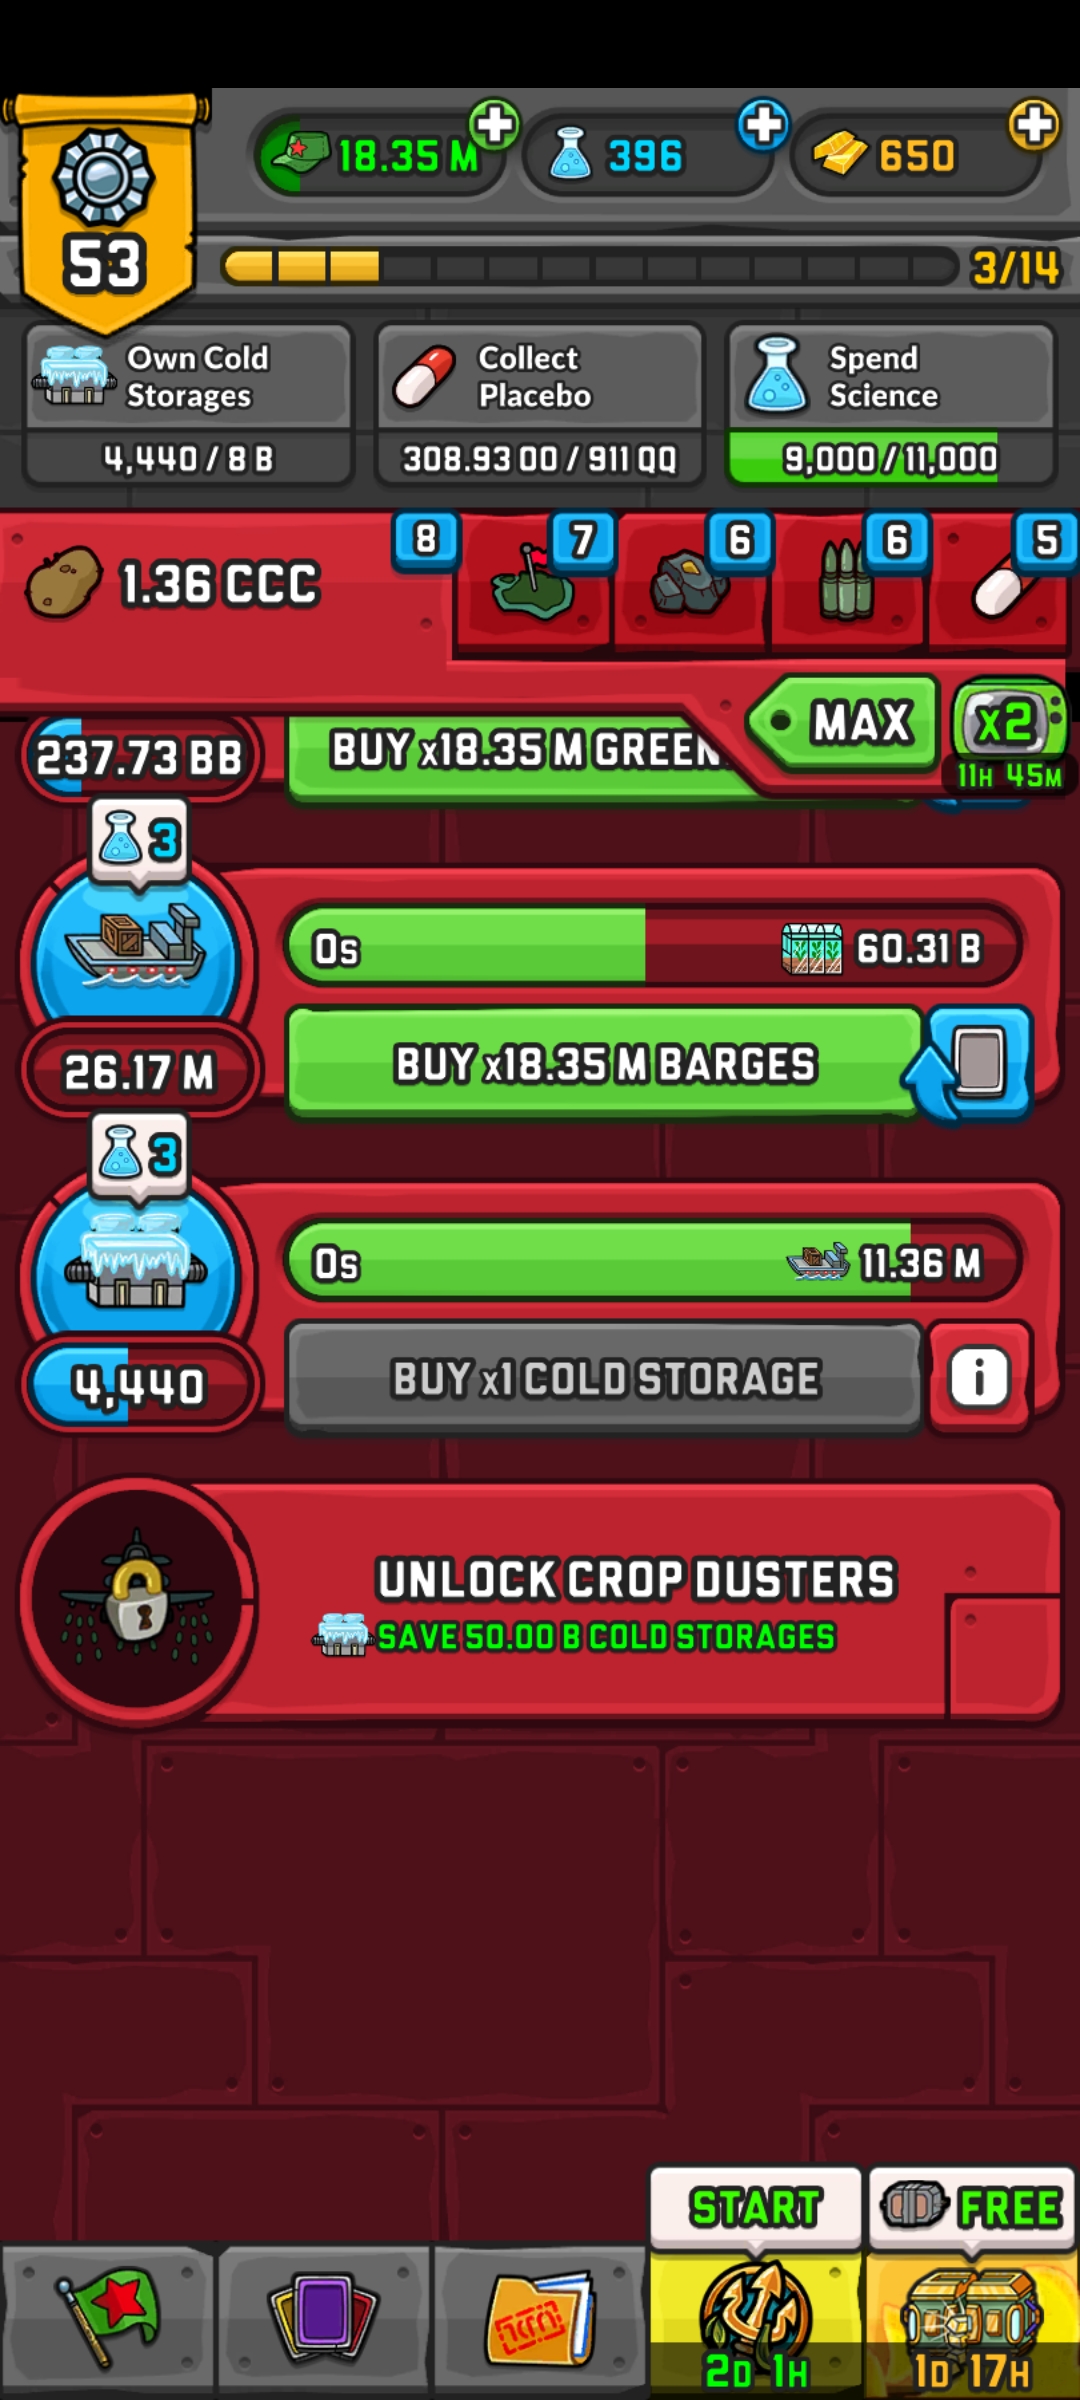 18.35 M
396
650
53
3/14
Own Cold
Storages
4,440 / 8 B
Collect
Placebo
308.93 OO / 911 QQ
Spend
Science
9,000 / 11,000
1.36 CCC
8
7
6
6
5
MAX
x2
11H 45M
237.73 BB
BUY x18.35 M GREEN
3
0s
60.31 B
26.17 M
BUY x18.35 M BARGES
3
0s
11.36 M
4,440
BUY x1 COLD STORAGE
i
UNLOCK CROP DUSTERS
SAVE 50.00 B COLD STORAGES
START
FREE
2D 1H
1D 17H